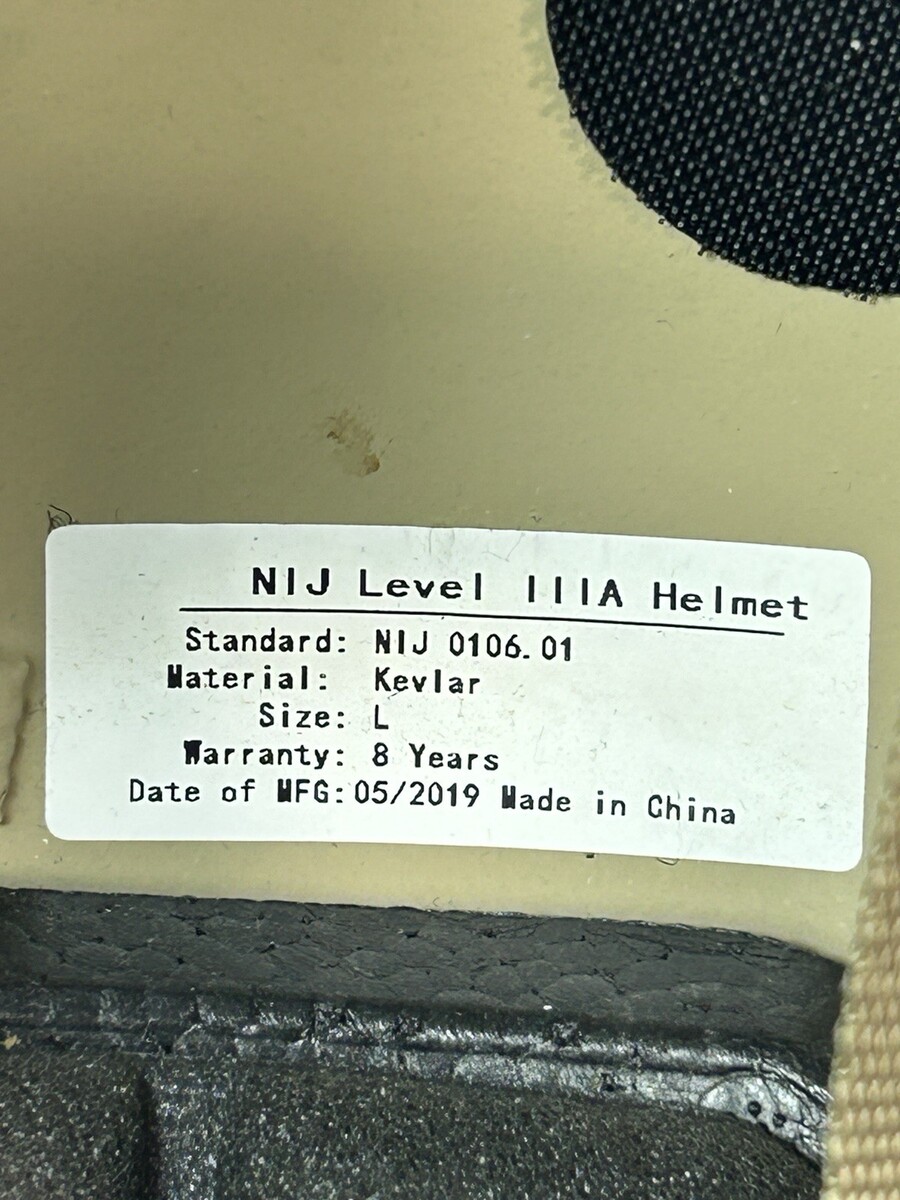 NIJ Level IIIA Helmet
Standard: NIJ 0106.01
Material: Kevlar
Size: L
Warranty: 8 Years
Date of MFG:05/2019 Made in China